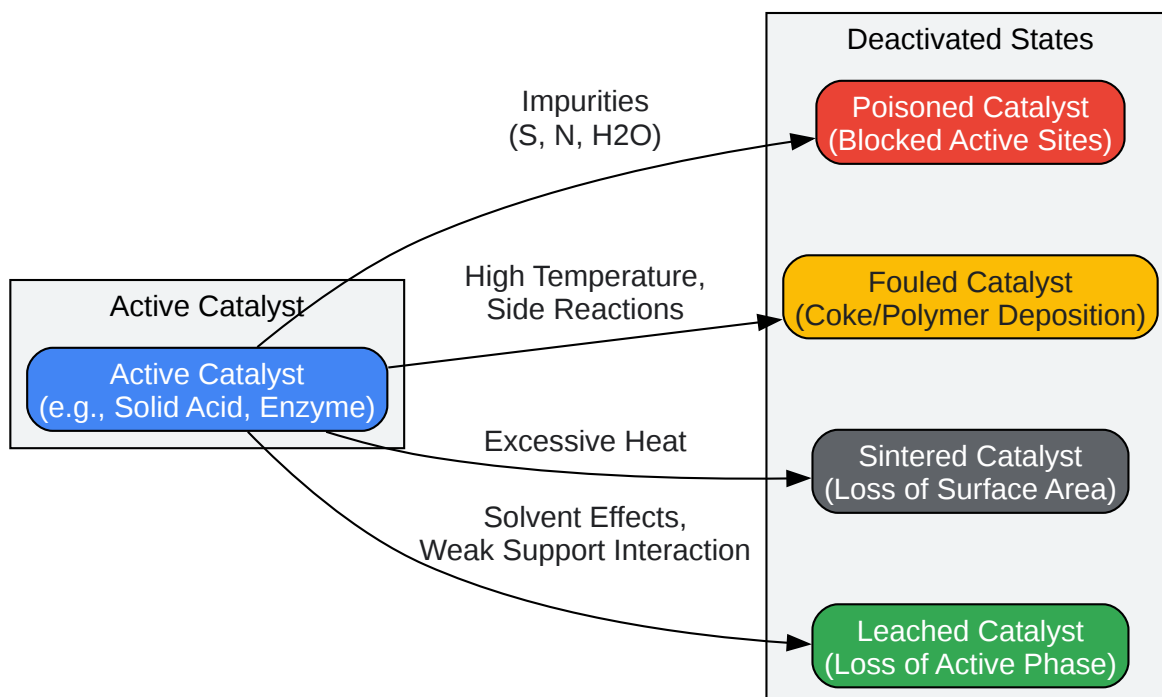 Deactivated States
Impurities
(S, N, H2O)
Poisoned Catalyst
(Blocked Active Sites)
High Temperature,
Side Reactions
Fouled Catalyst
(Coke/Polymer Deposition)
Active Catalyst
Active Catalyst
(e.g., Solid Acid, Enzyme)
Excessive Heat
Sintered Catalyst
(Loss of Surface Area)
Solvent Effects,
Weak Support Interaction
Leached Catalyst
(Loss of Active Phase)